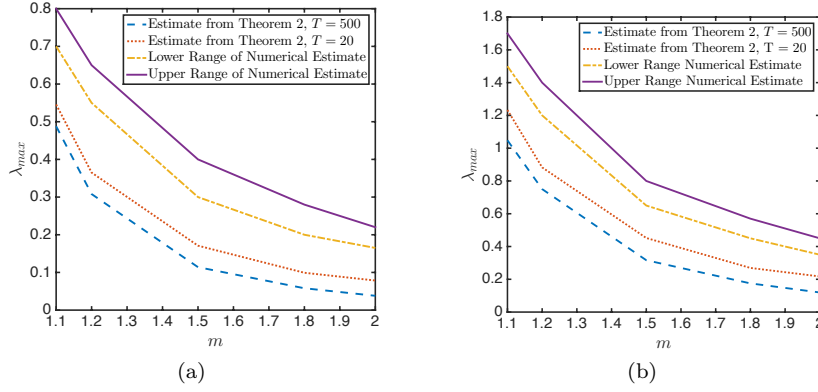 0.8
0.7
0.6
0.5
0.4
0.3
0.2
0.1
0
λmax
Estimate from Theorem 2, T = 500
Estimate from Theorem 2, T = 20
Lower Range of Numerical Estimate
Upper Range of Numerical Estimate
1.1 1.2 1.3 1.4 1.5 1.6 1.7 1.8 1.9 2
m
(a)
1.8
1.6
1.4
1.2
1
0.8
0.6
0.4
0.2
0
λmax
Estimate from Theorem 2, T = 500
Estimate from Theorem 2, T = 20
Lower Range Numerical Estimate
Upper Range Numerical Estimate
1.1 1.2 1.3 1.4 1.5 1.6 1.7 1.8 1.9 2
m
(b)